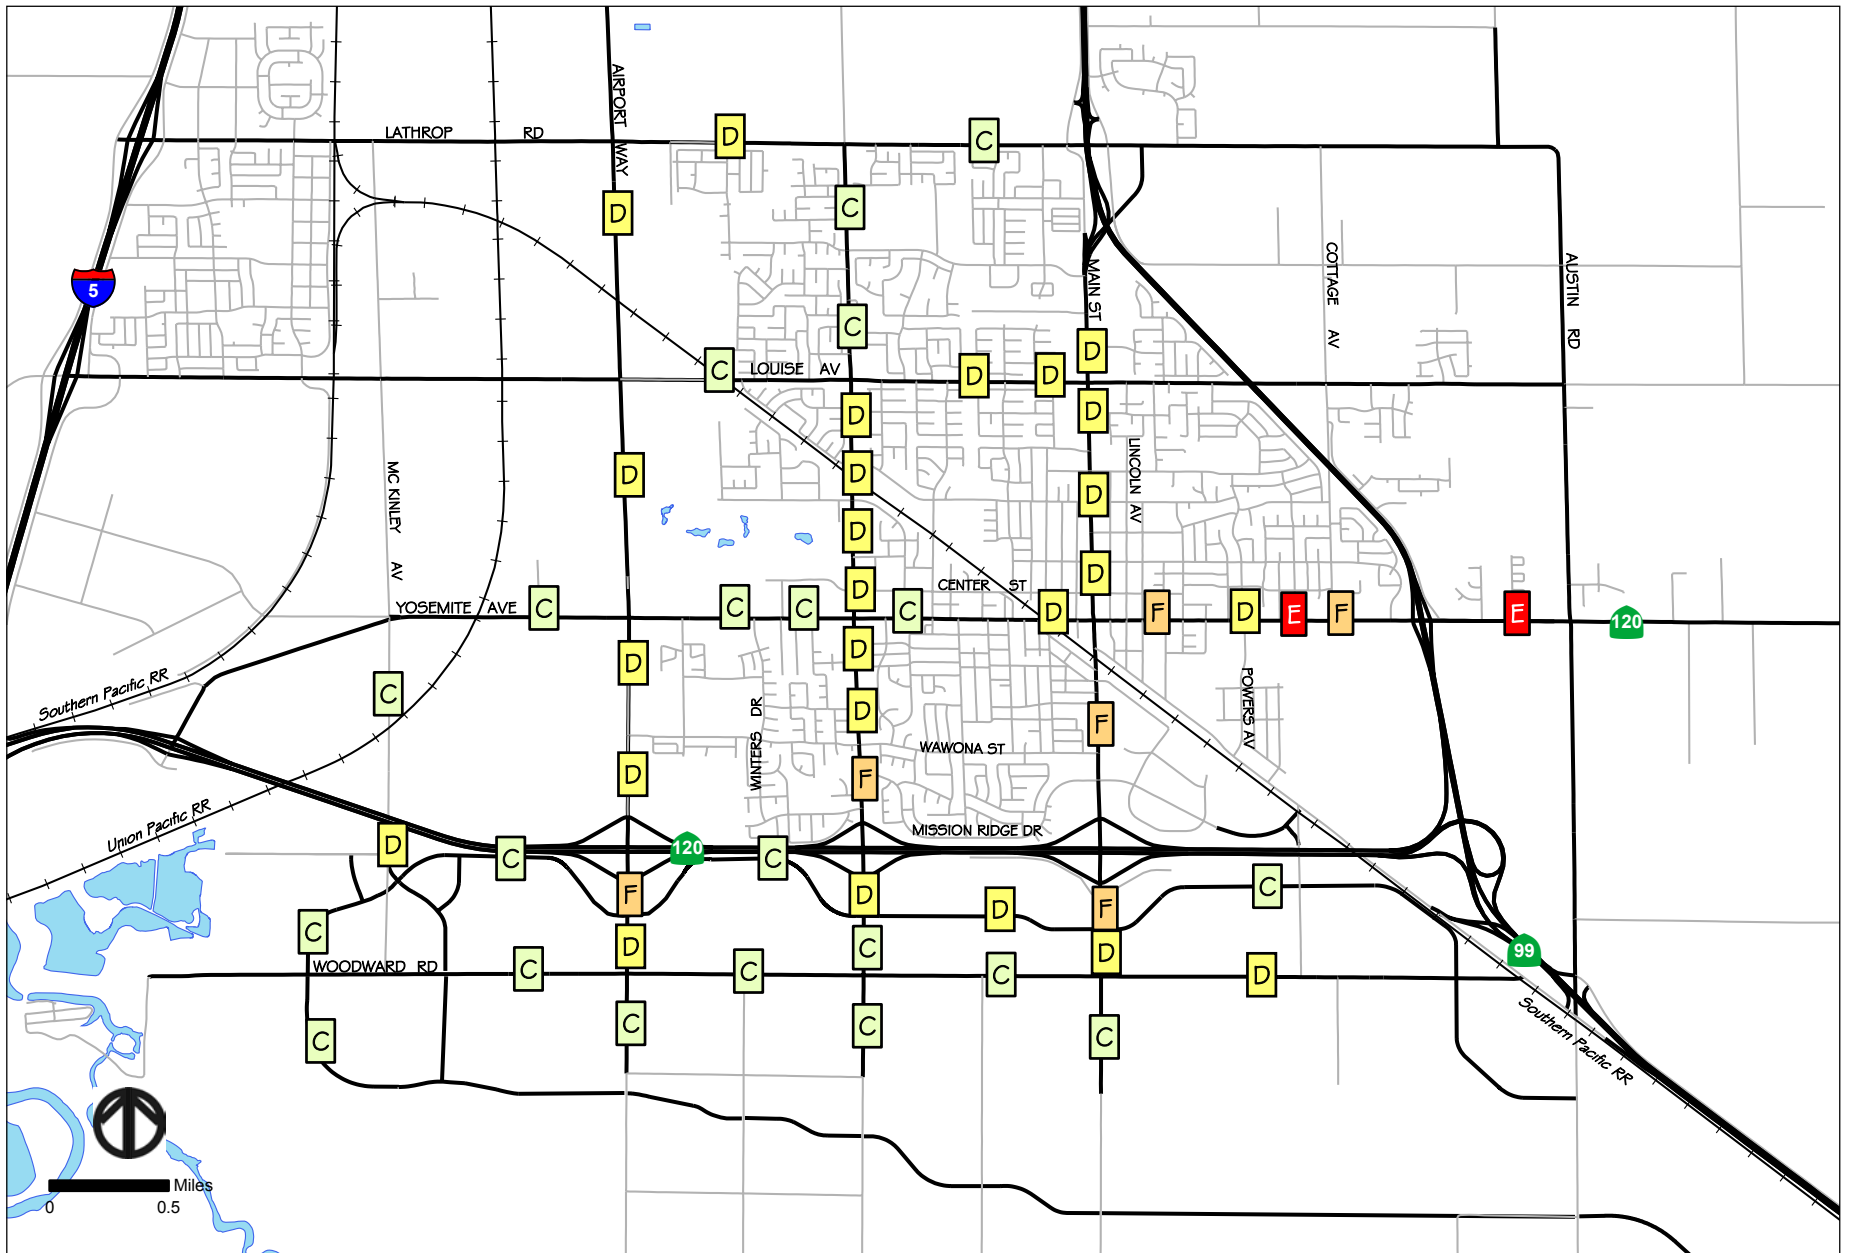 LATHROP RD
D
C
AIRPORT WAY
D
C
5
MAIN ST
COTTAGE AV
AUSTIN RD
C
D
C
LOUISE AV
D
D
D
D
LINCOLN AV
MC KINLEY AV
D
D
D
D
D
D
CENTER ST
YOSEMITE AVE
C
C
C
C
D
F
D
E
F
E
120
D
D
C
Southern Pacific RR
POWERS AV
WINTERS DR
D
F
WAWONA ST
D
F
Union Pacific RR
MISSION RIDGE DR
D
C
120
C
F
D
D
F
C
C
D
C
D
99
WOODWARD RD
C
C
C
D
C
C
C
C
Southern Pacific RR
Miles
0 0.5